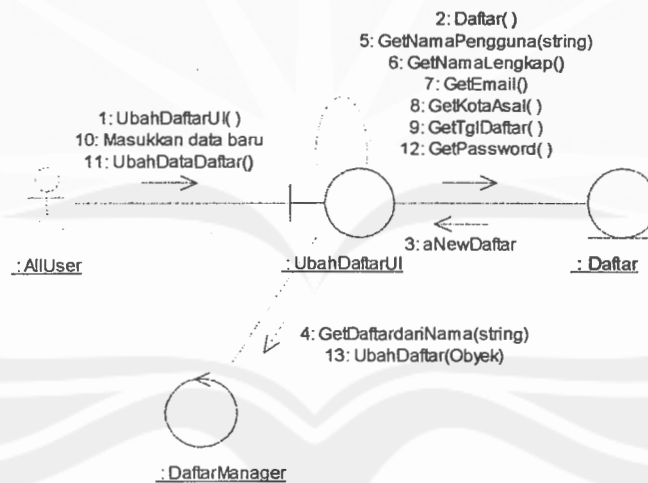 2: Daftar( )
5: GetNamaPengguna(string)
6: GetNamaLengkap()
7: GetEmail()
8: GetKotaAsal( )
9: GetTglDaftar( )
12: GetPassword( )
1: UbahDaftarUI( )
10: Masukkan data baru
11: UbahDataDaftar()
3: aNewDaftar
: AllUser
: UbahDaftarUI
: Daftar
4: GetDaftardariNama(string)
13: UbahDaftar(Obyek)
: DaftarManager